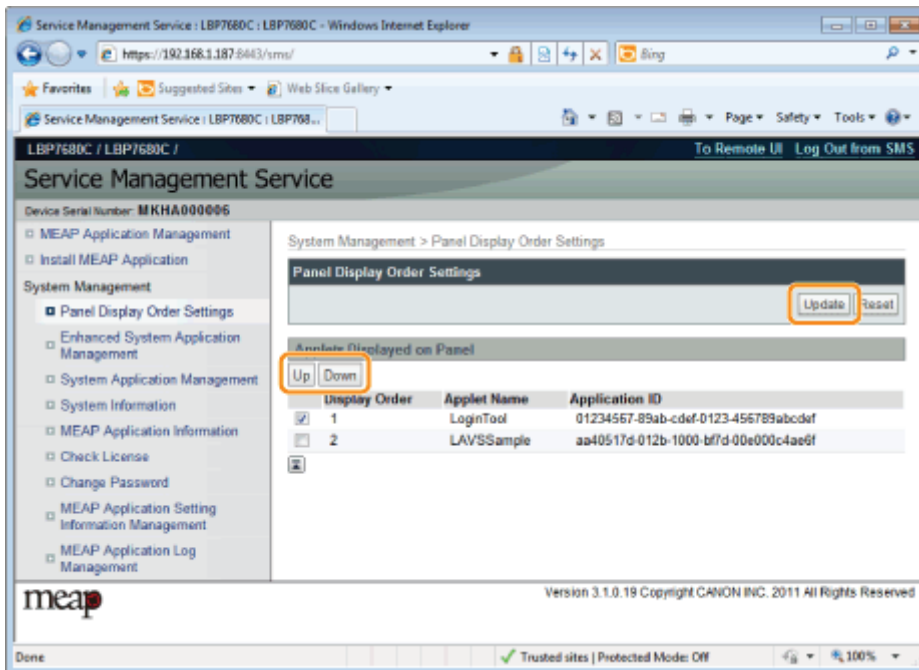 Service Management Service : LBP7680C : LBP7680C - Windows Internet Explorer
https://192.168.1.187:8443/sms/
Bing
Favorites Suggested Sites Web Slice Gallery
Service Management Service : LBP7680C : LBP768...
Page Safety Tools
LBP7680C / LBP7680C /
To Remote UI Log Out from SMS
Service Management Service
Device Serial Number: MKHA000006
MEAP Application Management
Install MEAP Application
System Management
Panel Display Order Settings
Enhanced System Application
Management
System Application Management
System Information
MEAP Application Information
Check License
Change Password
MEAP Application Setting
Information Management
MEAP Application Log
Management
System Management > Panel Display Order Settings
Panel Display Order Settings
Update Reset
Applets Displayed on Panel
Up Down
Display Order Applet Name Application ID
1 LoginTool 01234567-89ab-cdef-0123-456789abcdef
2 LAVSSample aa40517d-012b-1000-bf7d-00e000c4ae6f
meap
Version 3.1.0.19 Copyright CANON INC. 2011 All Rights Reserved
Done
Trusted sites | Protected Mode: Off
100%